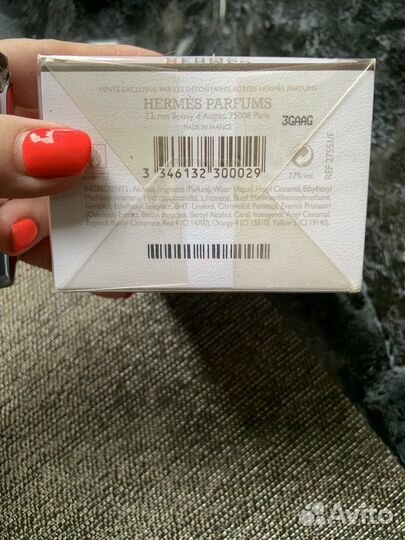 HERMÈS
VENTE EXCLUSIVE PAR LES DÉPOSITAIRES AGRÉÉS HERMÈS PARFUMS
HERMÈS PARFUMS
23, rue Boissy d'Anglas, 75008 Paris
MADE IN FRANCE
3GAAG
3 346132 300029
77% vol.
REF 27551/F
INGREDIENTS: Alcohol, Fragrance (Parfum), Water (Aqua), Hexyl Cinnamal, Ethylhexyl
Methoxycinnamate, Hydroxycitronellal, Limonene, Butyl Methoxydibenzoylmethane,
Geraniol, Ethylhexyl Salicylate, BHT, Linalool, Citronellol, Farnesol, Evernia Prunastri
(Oakmoss) Extract, Benzyl Benzoate, Benzyl Alcohol, Citral, Isoeugenol, Amyl Cinnamal,
Eugenol, Benzyl Cinnamate, Red 4 (CI 14700), Orange 4 (CI 15510), Yellow 5 (CI 19140).
Avito